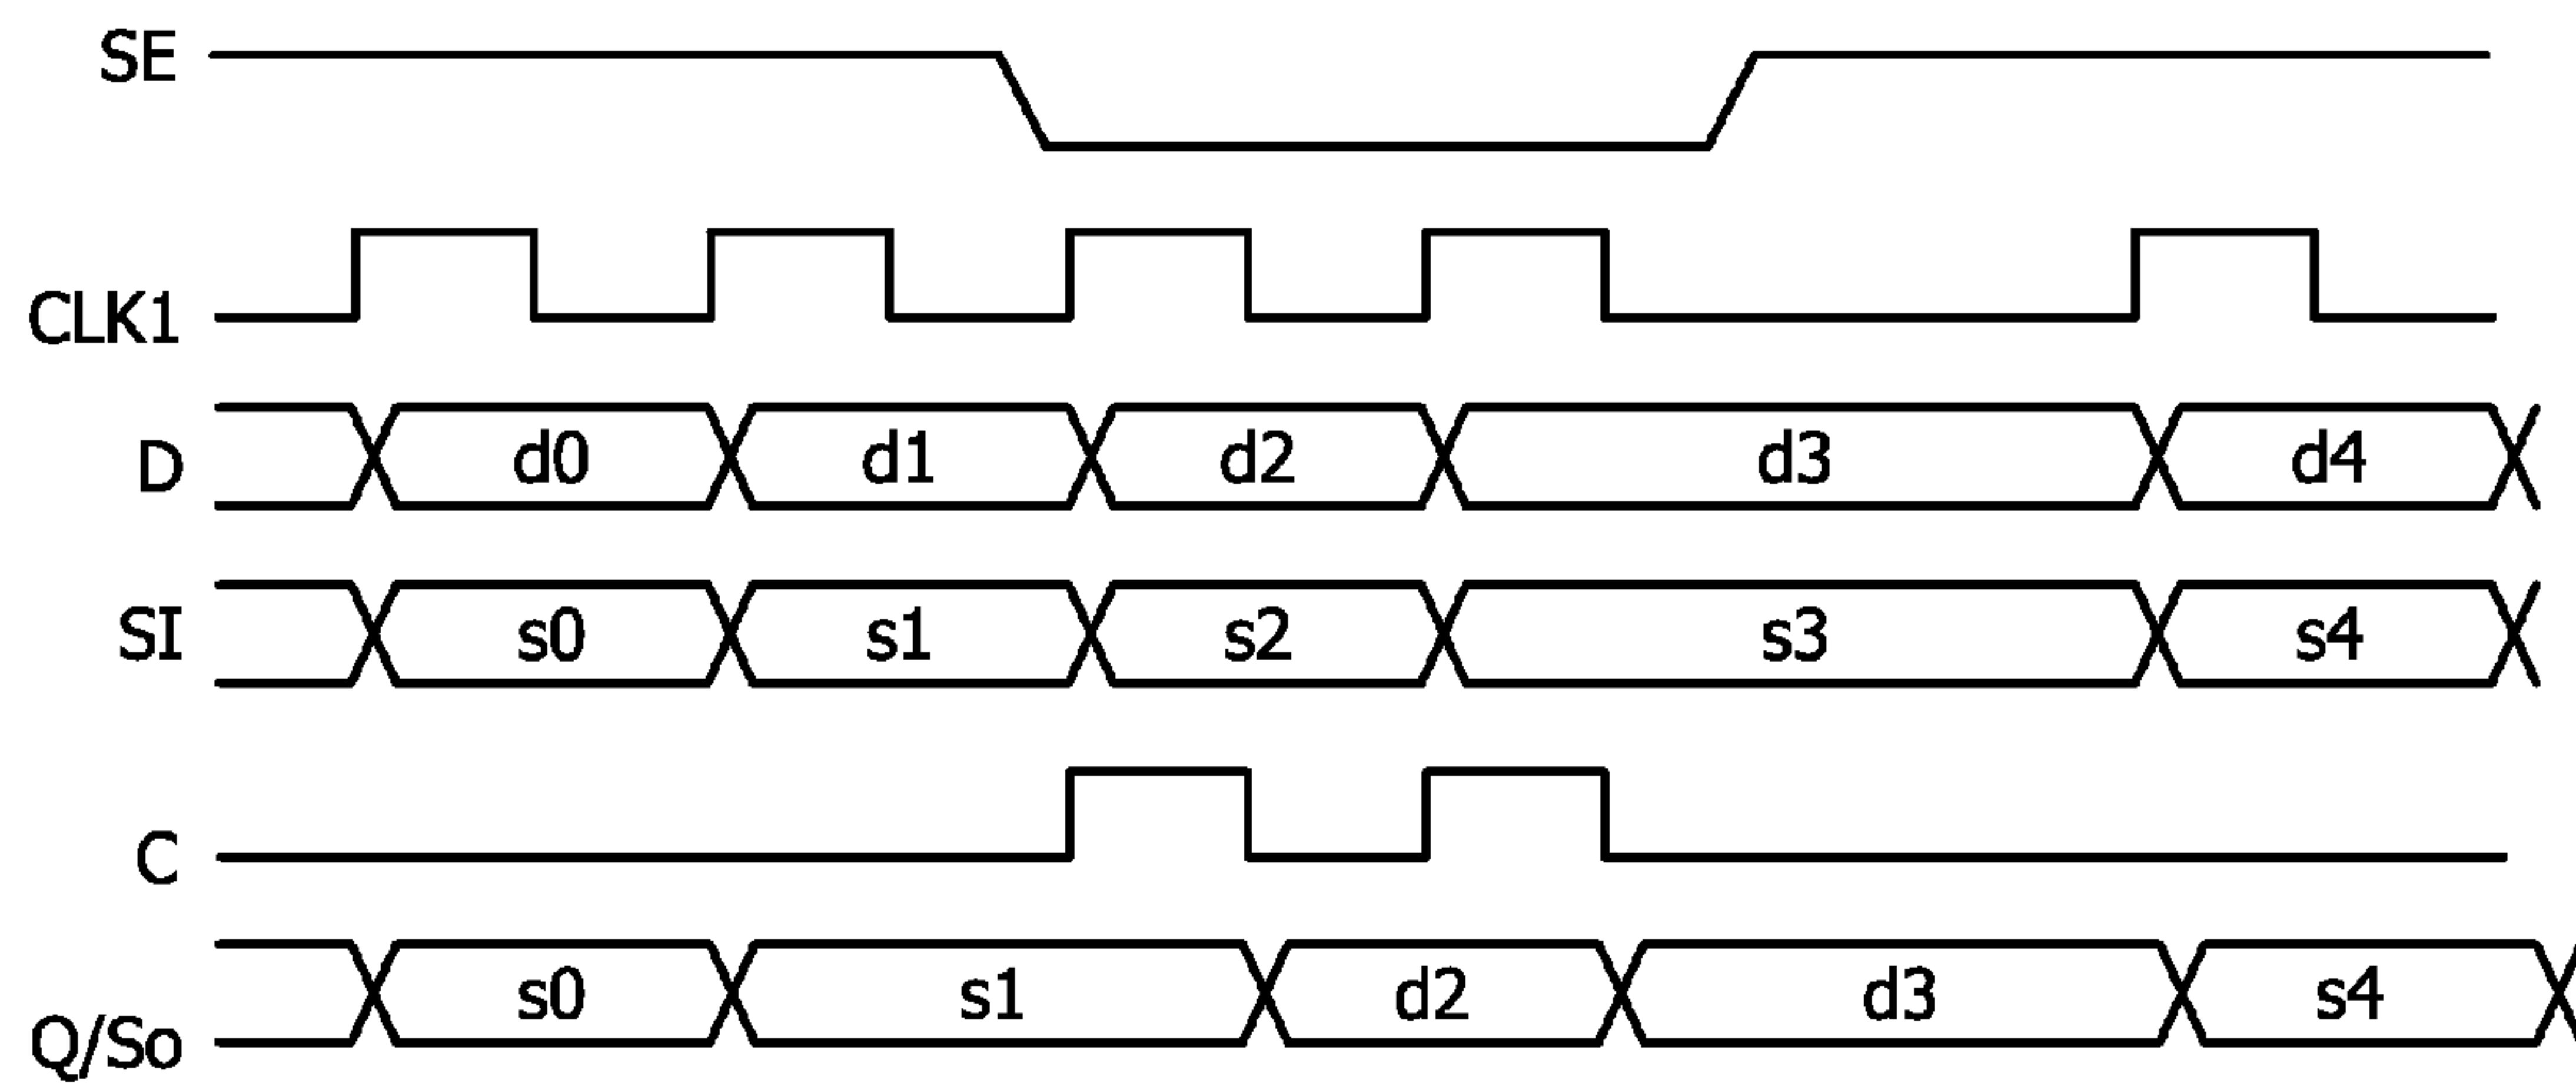 SE
CLK1
D d0 d1 d2 d3 d4
SI s0 s1 s2 s3 s4
C
Q/So s0 s1 d2 d3 s4